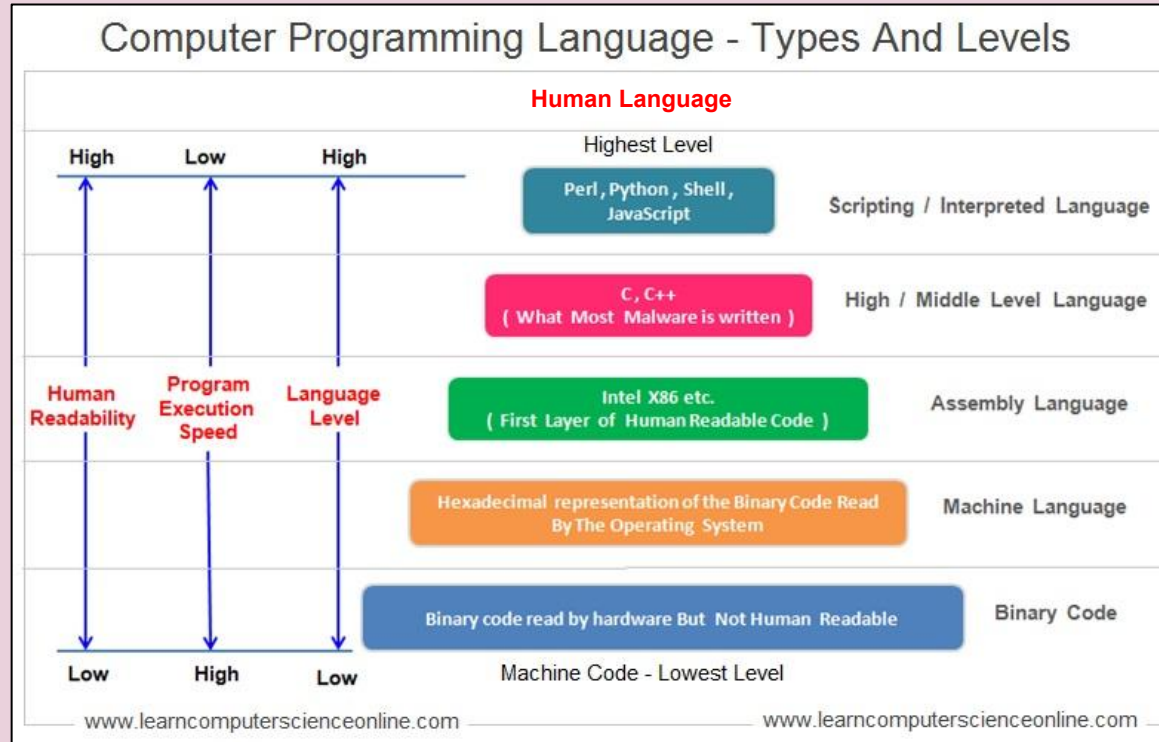 Computer Programming Language - Types And Levels
Human Language
High
Low
High
Highest Level
Perl , Python , Shell ,
JavaScript
Scripting / Interpreted Language
C , C++
( What Most Malware is written )
High / Middle Level Language
Human
Readability
Program
Execution
Speed
Language
Level
Intel X86 etc.
( First Layer of Human Readable Code )
Assembly Language
Hexadecimal representation of the Binary Code Read
By The Operating System
Machine Language
Binary code read by hardware But Not Human Readable
Binary Code
Low
High
Low
Machine Code - Lowest Level
www.learncomputerscienceonline.com
www.learncomputerscienceonline.com